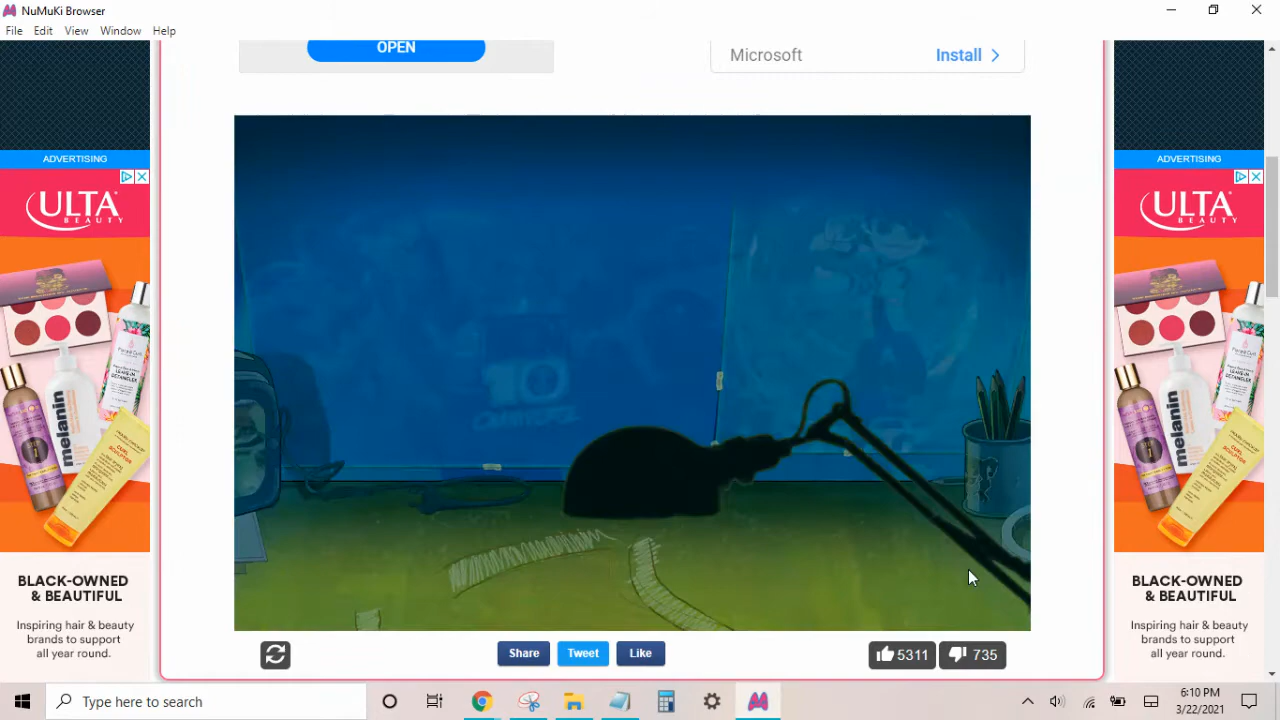 NuMuKi Browser
File Edit View Window Help
OPEN
Microsoft
Install
ADVERTISING
ULTA
BEAUTY
melanin
BLACK-OWNED
& BEAUTIFUL
Inspiring hair & beauty
brands to support
all year round.
ADVERTISING
ULTA
BEAUTY
melanin
BLACK-OWNED
& BEAUTIFUL
Inspiring hair & beauty
brands to support
all year round.
Share
Tweet
Like
5311
735
Type here to search
6:10 PM
3/22/2021